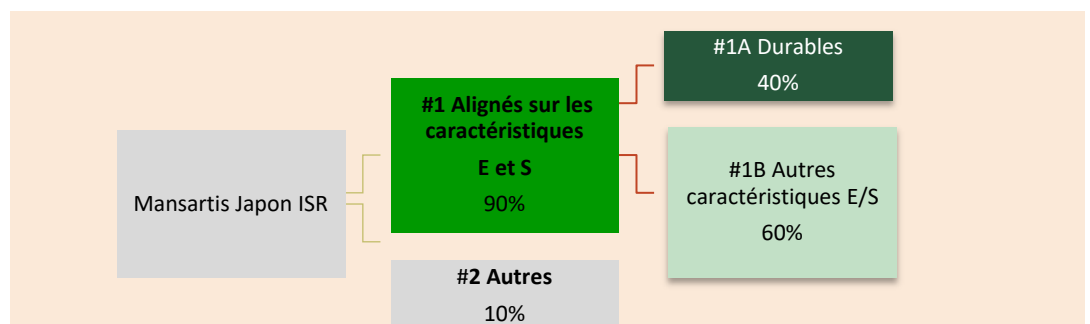 Mansartis Japon ISR
#1 Alignés sur les
caractéristiques
E et S
90%
#2 Autres
10%
#1A Durables
40%
#1B Autres
caractéristiques E/S
60%